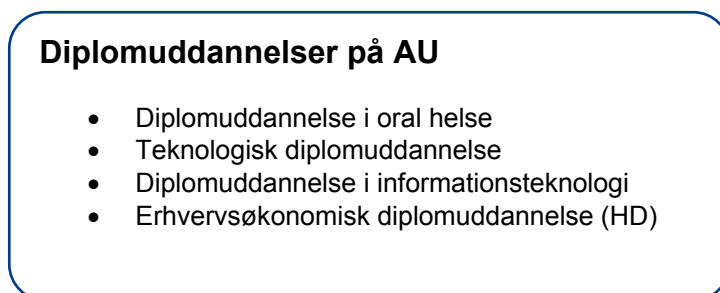 Diplomuddannelser på AU
• Diplomuddannelse i oral helse
• Teknologisk diplomuddannelse
• Diplomuddannelse i informationsteknologi
• Erhvervsøkonomisk diplomuddannelse (HD)